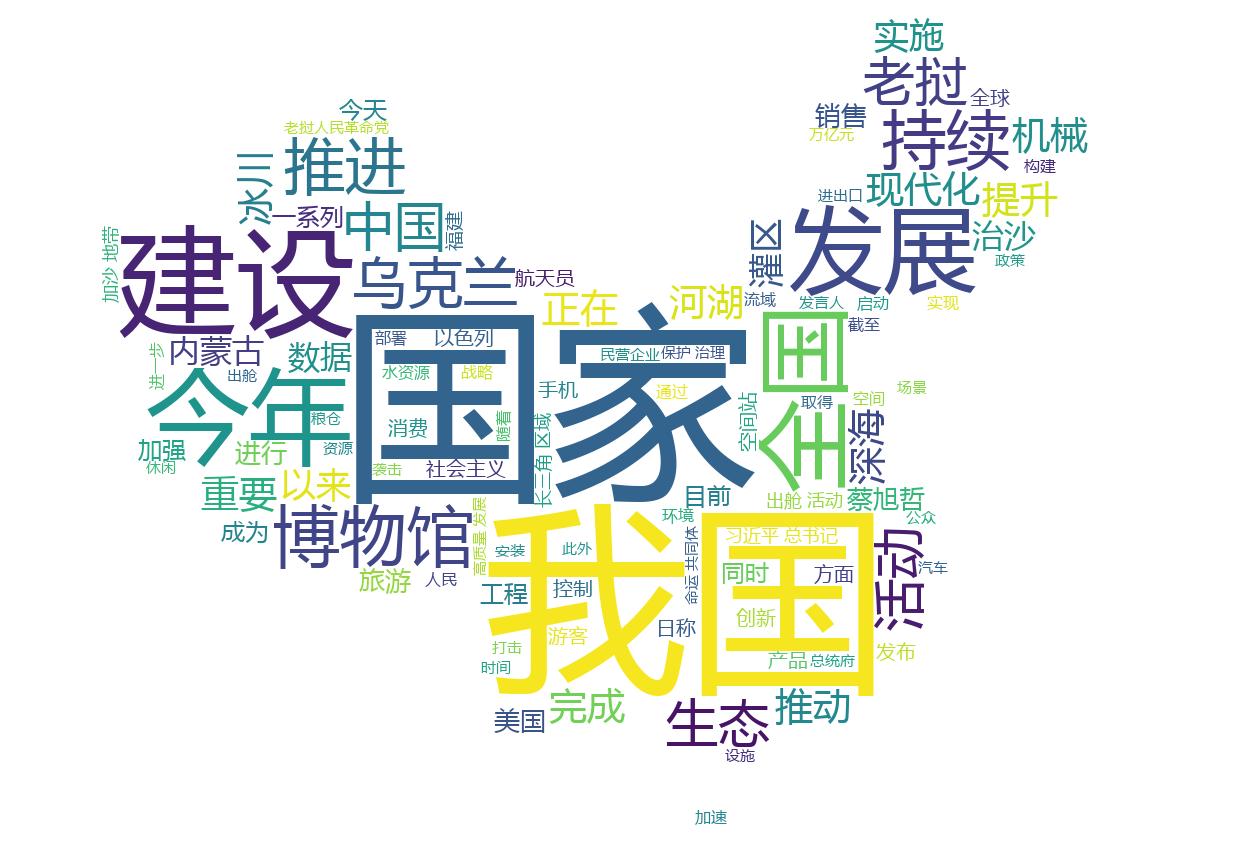 实施
老挝
全球
今天
销售
老挝人民革命党
万亿元
持续
机械
推进
构建
冰川
现代化
进出口
提升
一系列
中国
福建
发展
建设
地带
加沙
灌区
治沙
乌克兰
政策
航天员
正在
河湖
流域
发言人
启动
实现
国家
全国
截至
部署
以色列
内蒙古
数据
民营企业
保护 治理
进一步
出舱
水资源
战略
今年
手机
通过
空间
场景
取得
粮仓
消费
随着
区域
长三角
空间站
深海
加强
进行
资源
休闲
袭击
社会主义
重要
以来
目前
出舱 活动
蔡旭哲
成为
博物馆
发展
高质量
我国
环境
公众
习近平 总书记
安装
此外
共同体
命运
活动
旅游
人民
同时
方面
汽车
工程
控制
创新
日称
游客
打击
产品
总统府
发布
时间
美国
完成
生态
推动
设施
加速